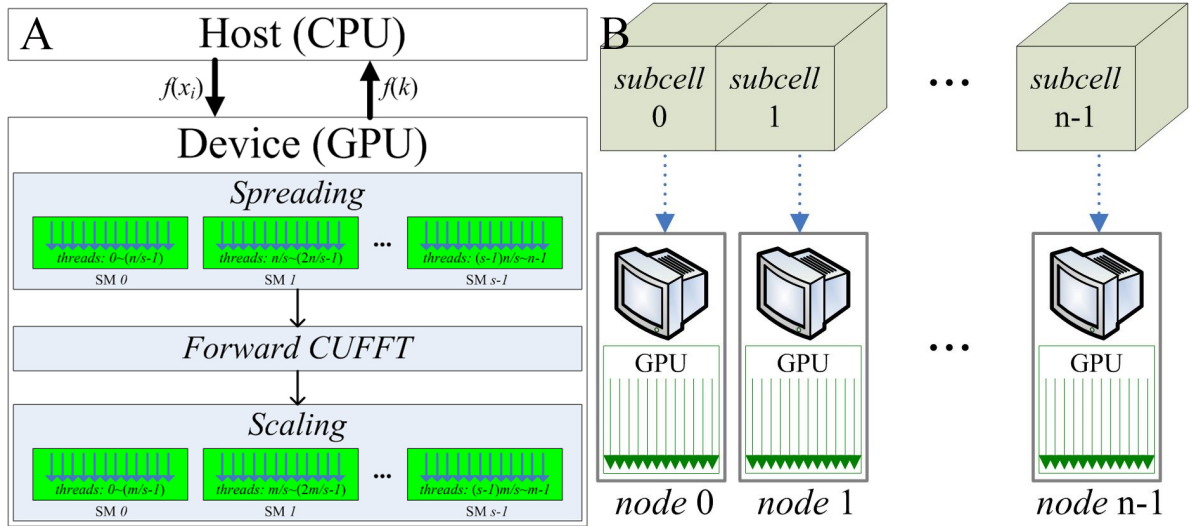 A
Host (CPU)
f(x_i)
f(k)
Device (GPU)
Spreading
threads: 0~(n/s-1)
threads: n/s~(2n/s-1)
...
threads: (s-1)n/s~n-1
SM 0
SM 1
SM s-1
Forward CUFFT
Scaling
threads: 0~(m/s-1)
threads: m/s~(2m/s-1)
...
threads: (s-1)m/s~m-1
SM 0
SM 1
SM s-1
B
subcell
0
subcell
1
...
subcell
n-1
GPU
GPU
...
GPU
node 0
node 1
node n-1